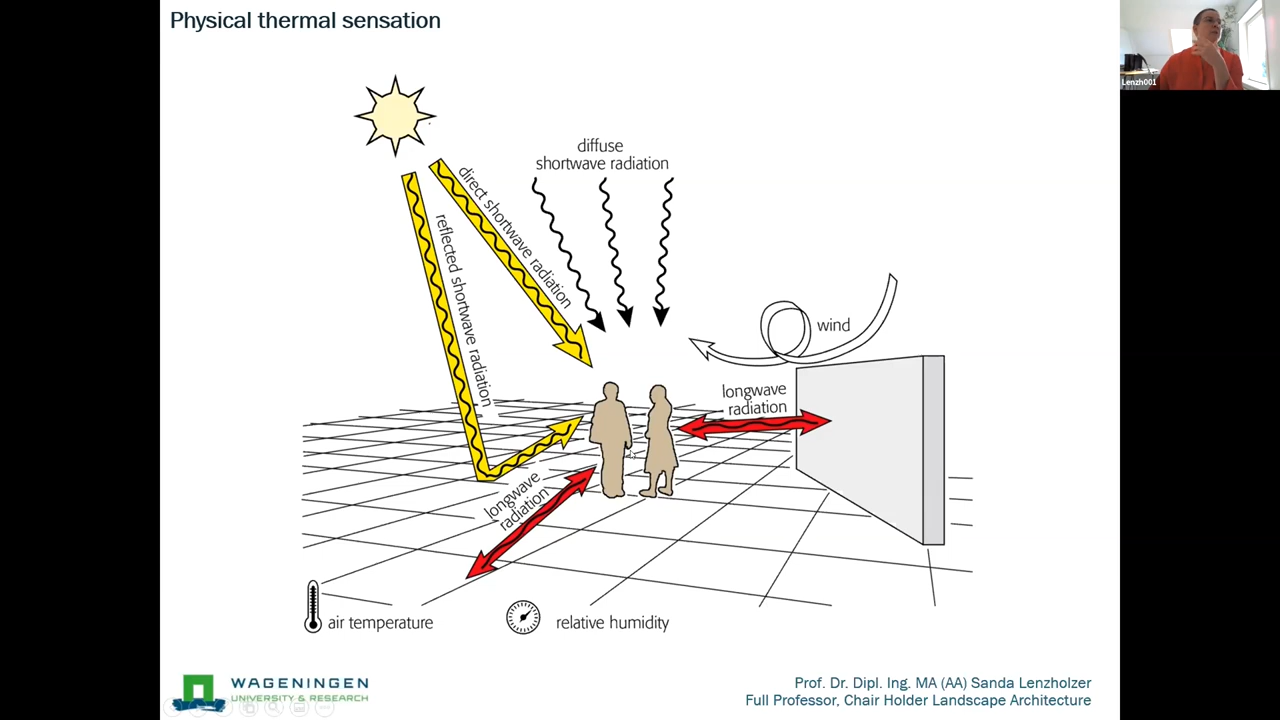 Physical thermal sensation
Lenzh001
diffuse
shortwave radiation
direct shortwave radiation
reflected shortwave radiation
wind
longwave
radiation
longwave
radiation
air temperature
relative humidity
WAGENINGEN
UNIVERSITY & RESEARCH
Prof. Dr. Dipl. Ing. MA (AA) Sanda Lenzholzer
Full Professor, Chair Holder Landscape Architecture